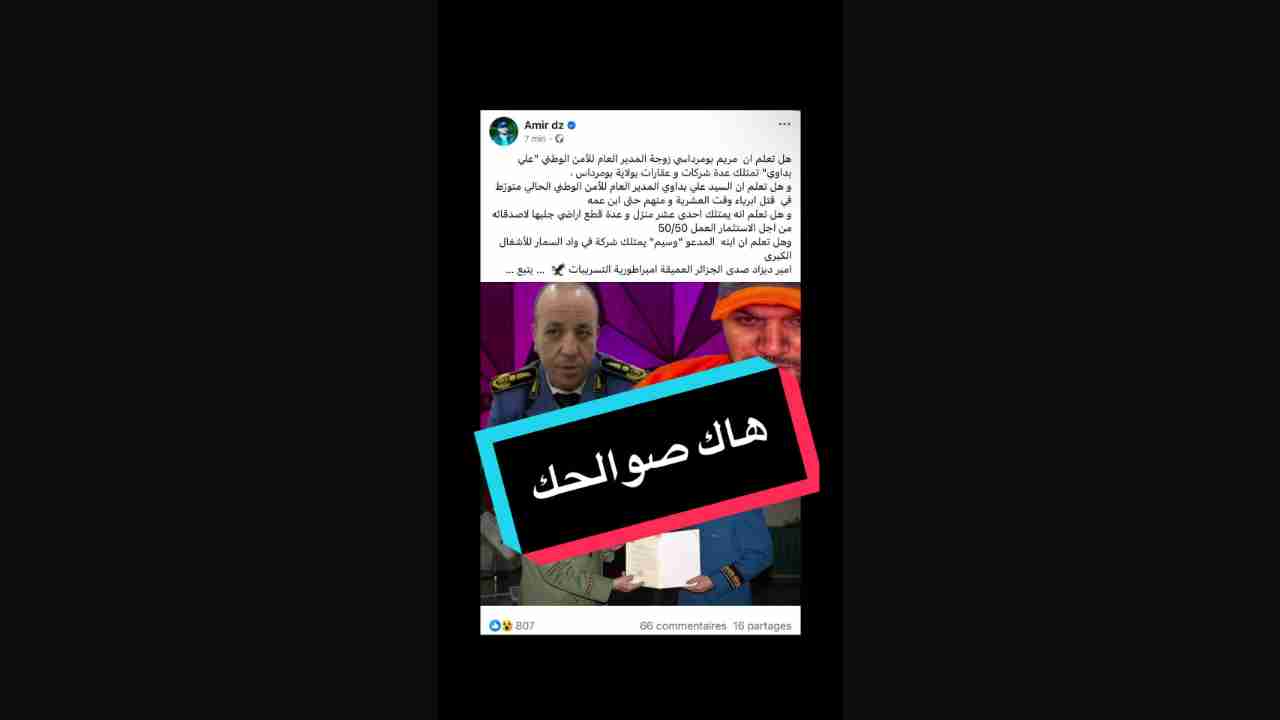 Amir dz
7 min
هل تعلم ان مريم بومرداسي زوجة المدير العام للأمن الوطني "علي
بداوي" تمتلك عدة شركات و عقارات بولاية بومرداس ،
و هل تعلم ان السيد علي بداوي المدير العام للأمن الوطني الحالي متورّط
في قتل ابرياء وقت العشرية و منهم حتى ابن عمه
و هل تعلم انه يمتلك احدى عشر منزل و عدة قطع اراضي جلبها لاصدقائه
من اجل الاستثمار العمل 50/50
وهل تعلم ان ابنه المدعو "وسيم" يمتلك شركة في واد السمار للأشغال
الكبرى
امير ديزاد صدى الجزائر العميقة امبراطورية التسريبات ... يتبع ...
هاك صوالحك
807
66 commentaires 16 partages